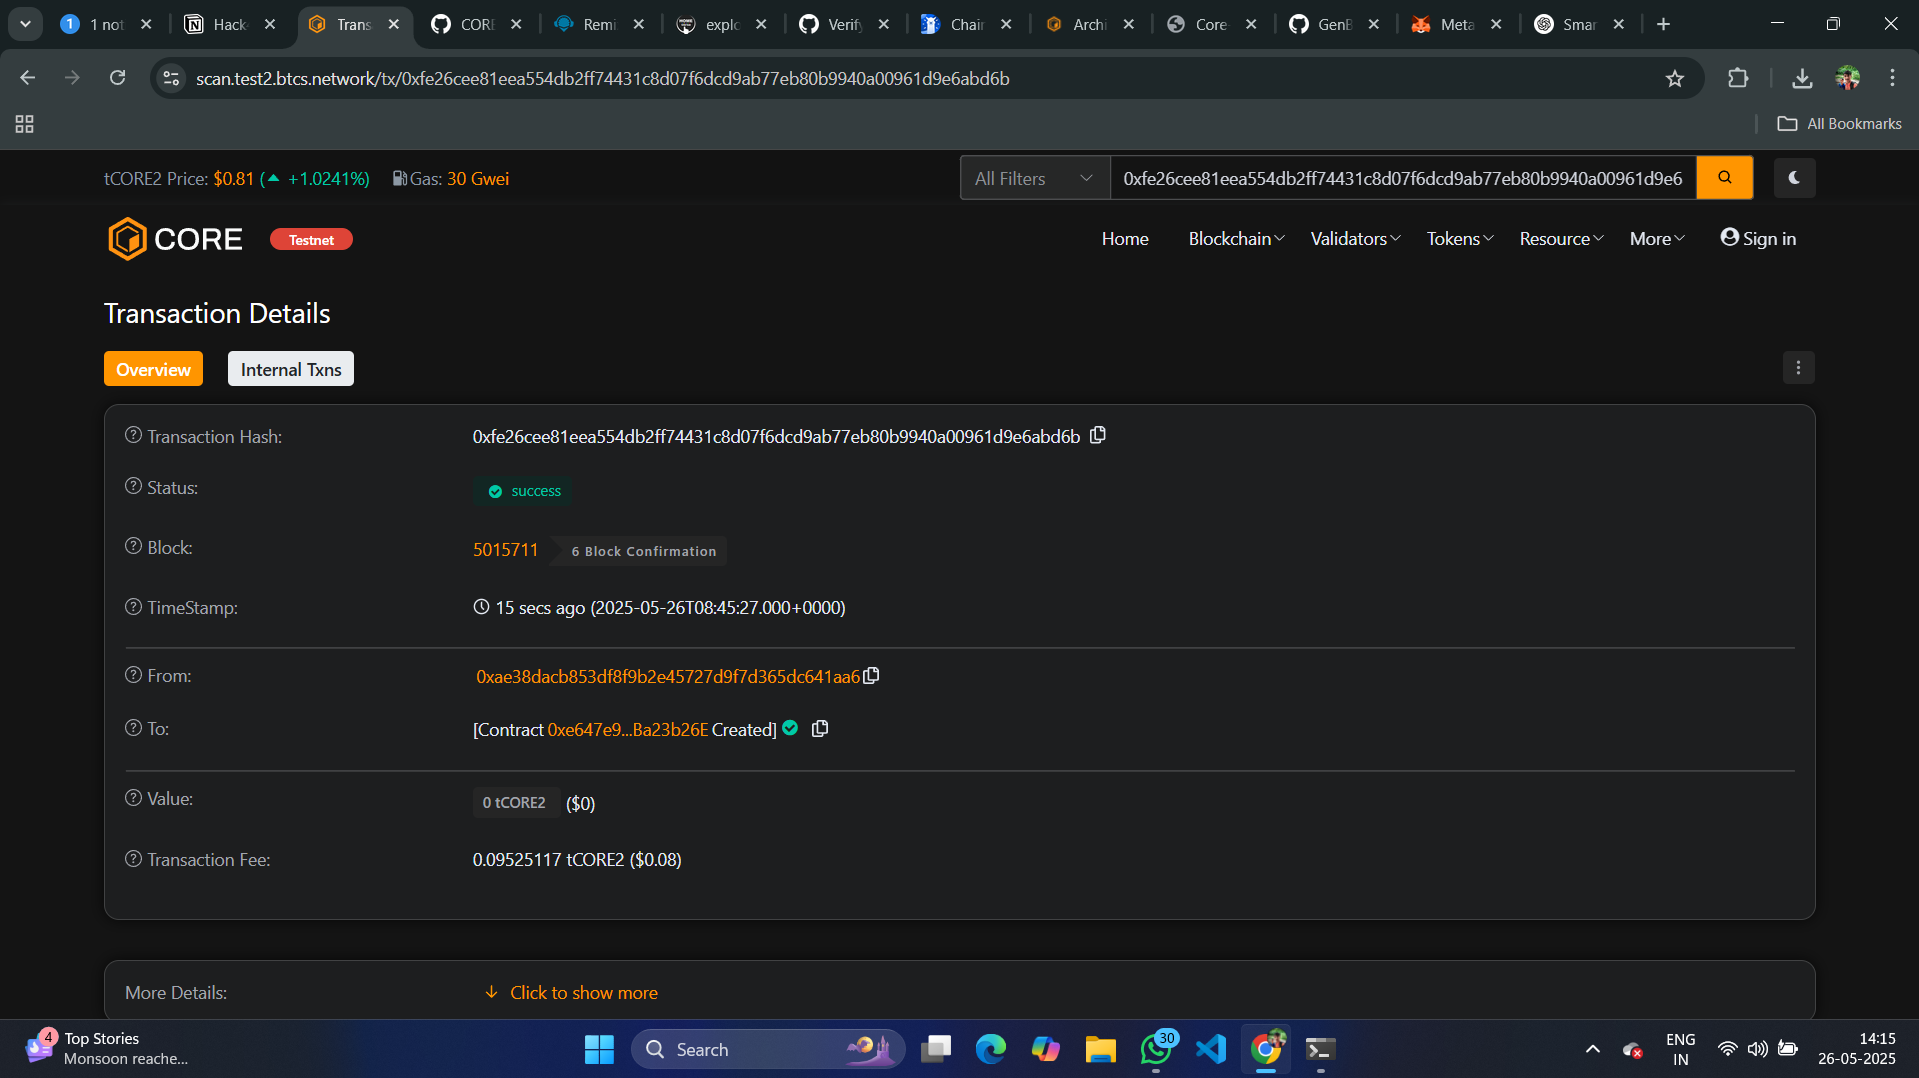 1 not
Hack
Trans
CORE
Remi
explo
Verify
Chain
Archi
Core
GenB
Meta
Smar
scan.test2.btcs.network/tx/0xfe26cee81eea554db2ff74431c8d07f6dcd9ab77eb80b9940a00961d9e6abd6b
All Bookmarks
tCORE2 Price: $0.81 (▲ +1.0241%) Gas: 30 Gwei
All Filters
0xfe26cee81eea554db2ff74431c8d07f6dcd9ab77eb80b9940a00961d9e6
CORE
Testnet
Home Blockchain Validators Tokens Resource More Sign in
Transaction Details
Overview
Internal Txns
Transaction Hash: 0xfe26cee81eea554db2ff74431c8d07f6dcd9ab77eb80b9940a00961d9e6abd6b
Status: success
Block: 5015711 6 Block Confirmation
TimeStamp: 15 secs ago (2025-05-26T08:45:27.000+0000)
From: 0xae38dacb853df8f9b2e45727d9f7d365dc641aa6
To: [Contract 0xe647e9...Ba23b26E Created]
Value: 0 tCORE2 ($0)
Transaction Fee: 0.09525117 tCORE2 ($0.08)
More Details: Click to show more
4
Top Stories
Monsoon reache...
Search
30
ENG
IN
14:15
26-05-2025